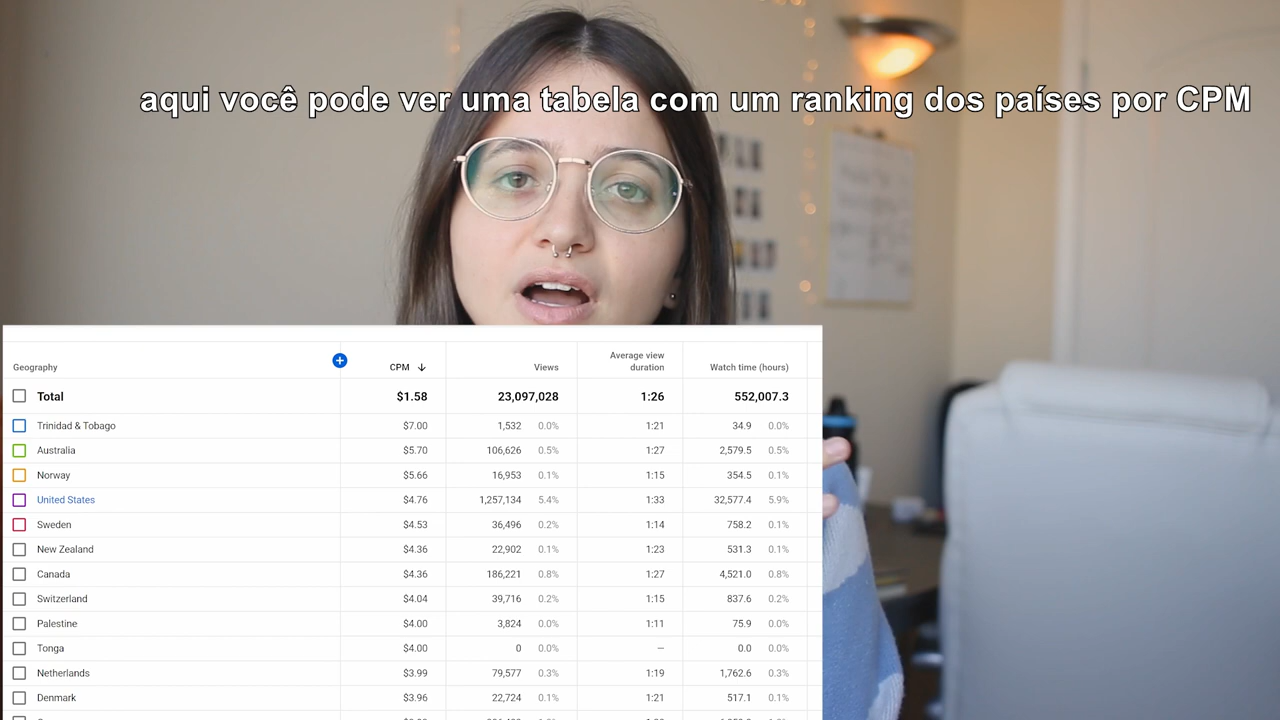 aqui você pode ver uma tabela com um ranking dos países por CPM
Geography CPM Views Average view duration Watch time (hours)
Total $1.58 23,097,028 1:26 552,007.3
Trinidad & Tobago $7.00 1,532 0.0% 1:21 34.9 0.0%
Australia $5.70 106,626 0.5% 1:27 2,579.5 0.5%
Norway $5.66 16,953 0.1% 1:15 354.5 0.1%
United States $4.76 1,257,134 5.4% 1:33 32,577.4 5.9%
Sweden $4.53 36,496 0.2% 1:14 758.2 0.1%
New Zealand $4.36 22,902 0.1% 1:23 531.3 0.1%
Canada $4.36 186,221 0.8% 1:27 4,521.0 0.8%
Switzerland $4.04 39,716 0.2% 1:15 837.6 0.2%
Palestine $4.00 3,824 0.0% 1:11 75.9 0.0%
Tonga $4.00 0 0.0% — 0.0 0.0%
Netherlands $3.99 79,577 0.3% 1:19 1,762.6 0.3%
Denmark $3.96 22,724 0.1% 1:21 517.1 0.1%